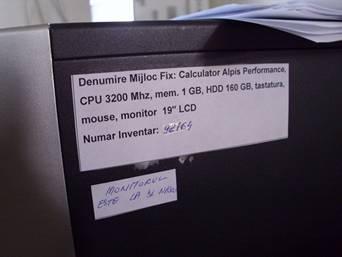 Denumire Mijloc Fix: Calculator Alpis Performance,
CPU 3200 Mhz, mem. 1 GB, HDD 160 GB, tastatura,
mouse, monitor 19" LCD
Numar Inventar:
MONITORUL
ESTE LA